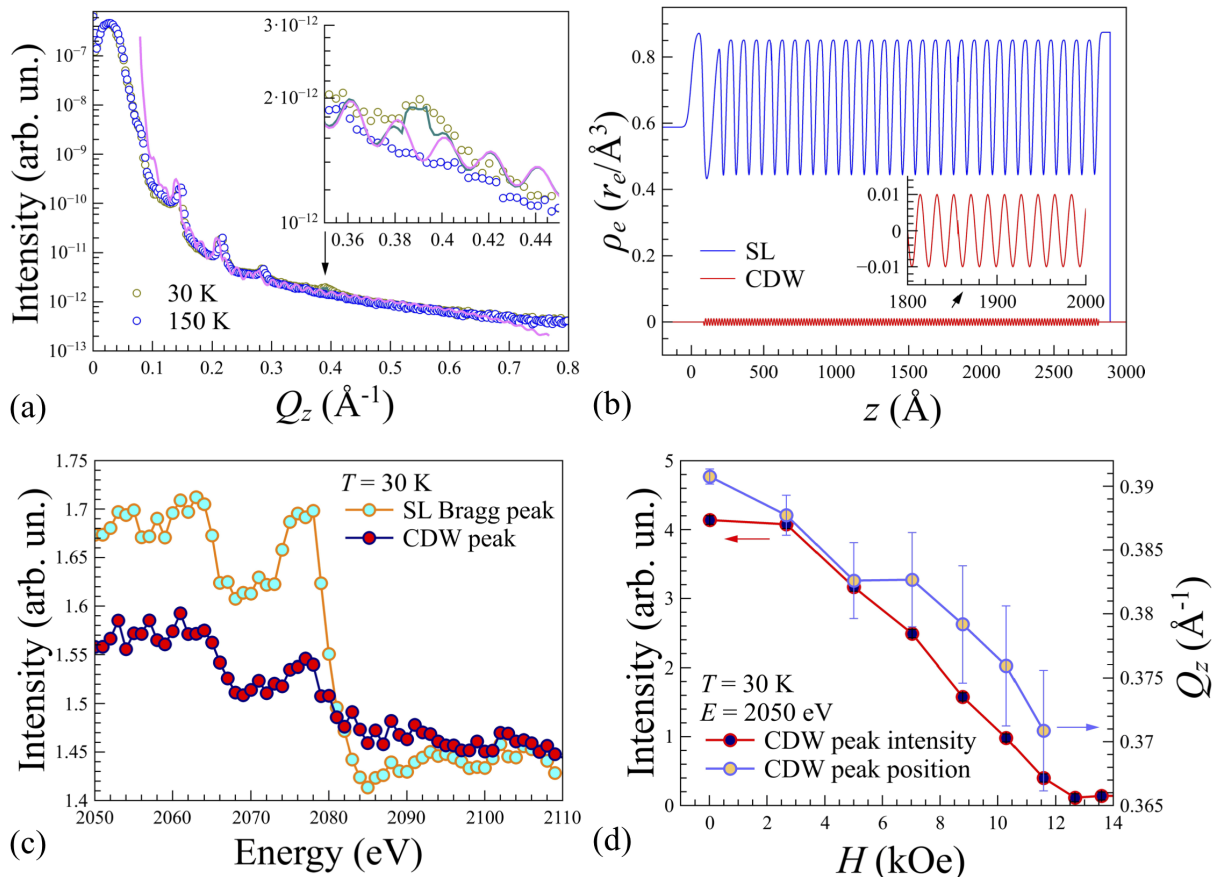 3·10⁻¹²
2·10⁻¹²
10⁻¹²
0.36 0.38 0.4 0.42 0.44
10⁻⁷
10⁻⁸
10⁻⁹
10⁻¹⁰
10⁻¹¹
10⁻¹²
10⁻¹³
Intensity (arb. un.)
30 K
150 K
0 0.1 0.2 0.3 0.4 0.5 0.6 0.7 0.8
Q_z (Å⁻¹)
(a)
0.8
0.6
0.4
0.2
0
ρ_e (r_e/Å³)
SL
CDW
0.01
0
−0.01
1800 1900 2000
0 500 1000 1500 2000 2500 3000
z (Å)
(b)
1.75
1.7
1.65
1.6
1.55
1.5
1.45
1.4
Intensity (arb. un.)
T = 30 K
SL Bragg peak
CDW peak
2050 2060 2070 2080 2090 2100 2110
Energy (eV)
(c)
5
4
3
2
1
0
Intensity (arb. un.)
T = 30 K
E = 2050 eV
CDW peak intensity
CDW peak position
0 2 4 6 8 10 12 14
H (kOe)
0.39
0.385
0.38
0.375
0.37
0.365
Q_z (Å⁻¹)
(d)